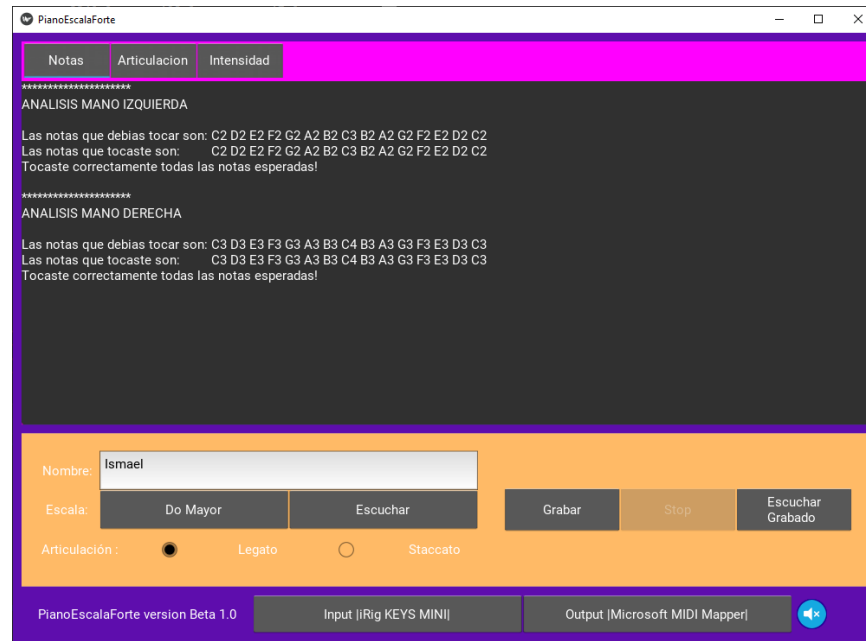 PianoEscalaForte
Notas Articulacion Intensidad
*********************
ANALISIS MANO IZQUIERDA
Las notas que debias tocar son: C2 D2 E2 F2 G2 A2 B2 C3 B2 A2 G2 F2 E2 D2 C2
Las notas que tocaste son: C2 D2 E2 F2 G2 A2 B2 C3 B2 A2 G2 F2 E2 D2 C2
Tocaste correctamente todas las notas esperadas!
*********************
ANALISIS MANO DERECHA
Las notas que debias tocar son: C3 D3 E3 F3 G3 A3 B3 C4 B3 A3 G3 F3 E3 D3 C3
Las notas que tocaste son: C3 D3 E3 F3 G3 A3 B3 C4 B3 A3 G3 F3 E3 D3 C3
Tocaste correctamente todas las notas esperadas!
Nombre: Ismael
Escala: Do Mayor Escuchar Grabar Stop Escuchar
Grabado
Articulación : Legato Staccato
PianoEscalaForte version Beta 1.0 Input |iRig KEYS MINI| Output |Microsoft MIDI Mapper|